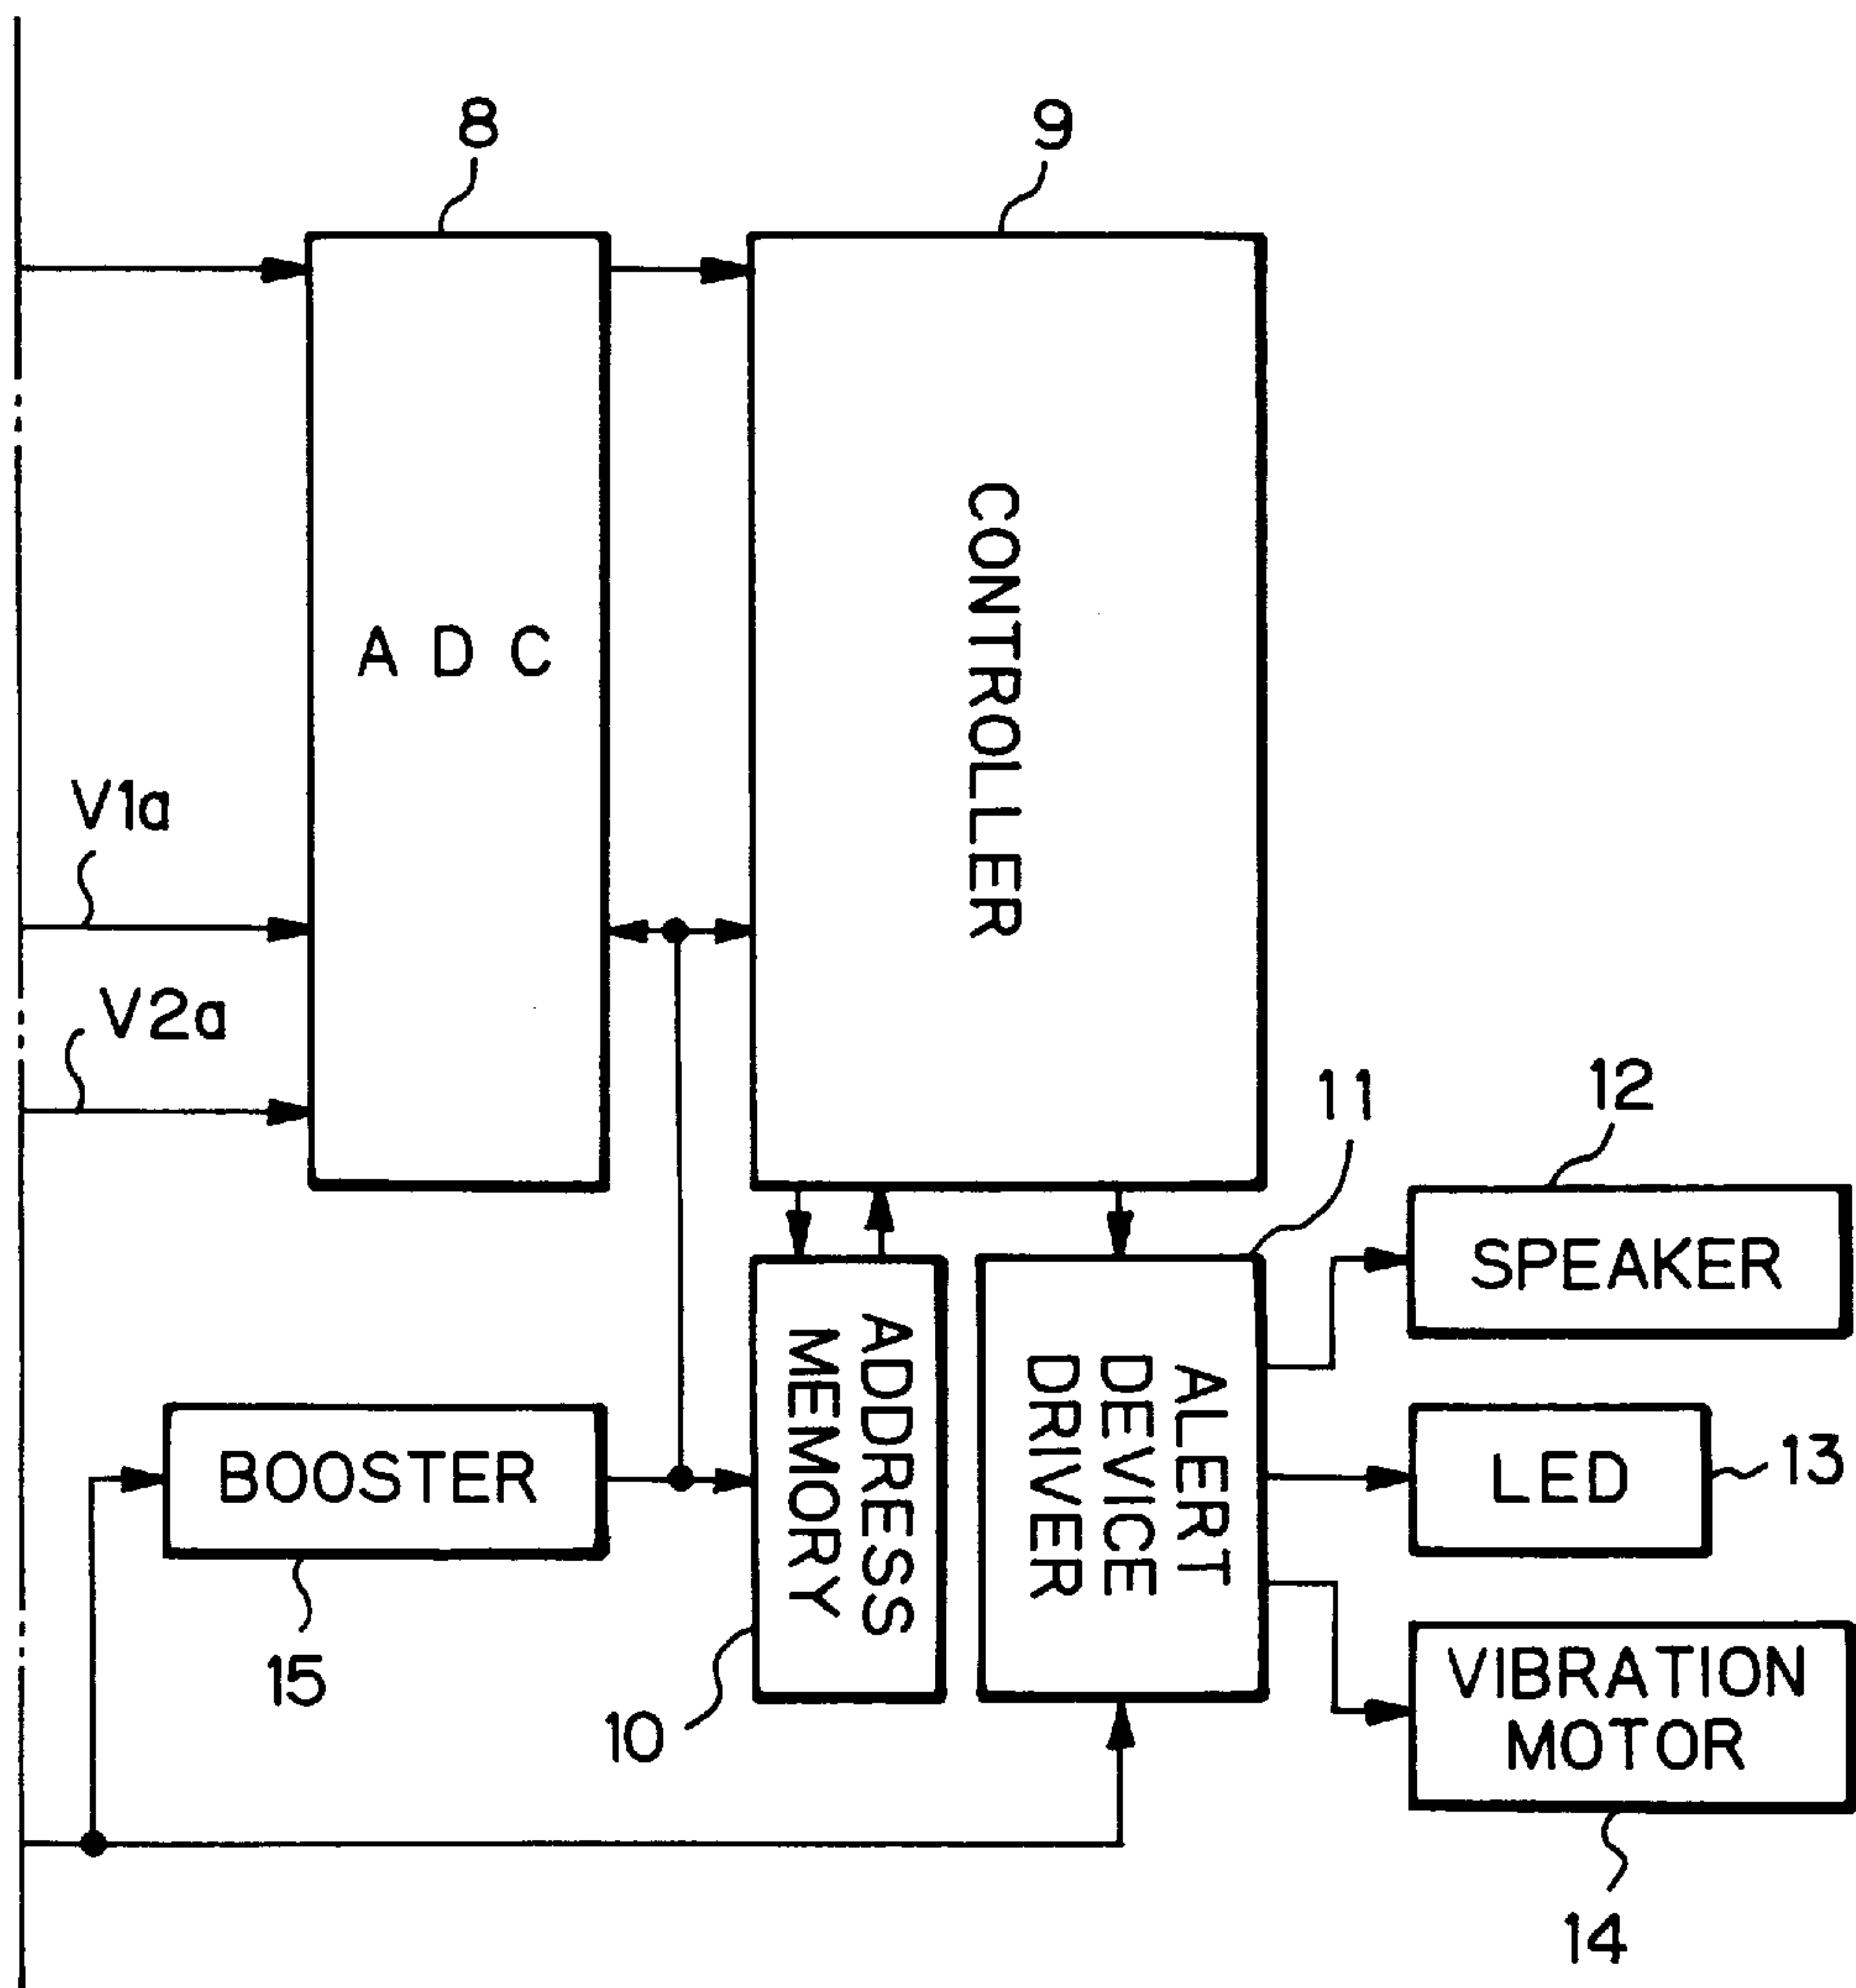 8
9
A D C
CONTROLLER
V1a
V2a
11
12
SPEAKER
ADDRESS
MEMORY
ALERT
DEVICE
DRIVER
BOOSTER
LED
13
15
10
VIBRATION
MOTOR
14